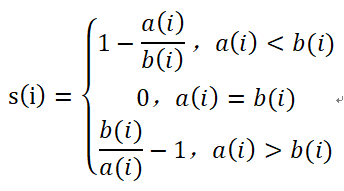 s(i) = { 1 − a(i)/b(i)，a(i) < b(i)
0，a(i) = b(i)
b(i)/a(i) − 1，a(i) > b(i)